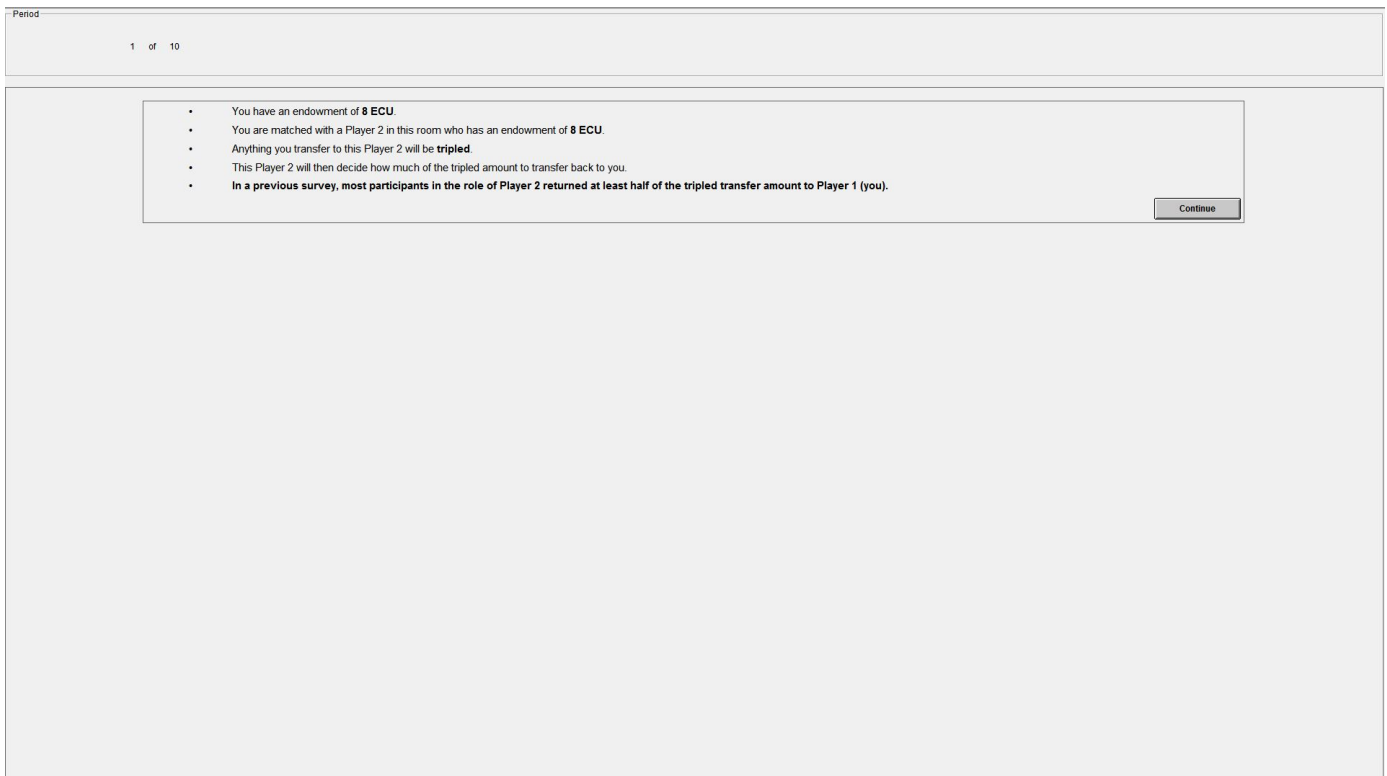 Period
1 of 10
• You have an endowment of 8 ECU.
• You are matched with a Player 2 in this room who has an endowment of 8 ECU.
• Anything you transfer to this Player 2 will be tripled.
• This Player 2 will then decide how much of the tripled amount to transfer back to you.
• In a previous survey, most participants in the role of Player 2 returned at least half of the tripled transfer amount to Player 1 (you).
Continue